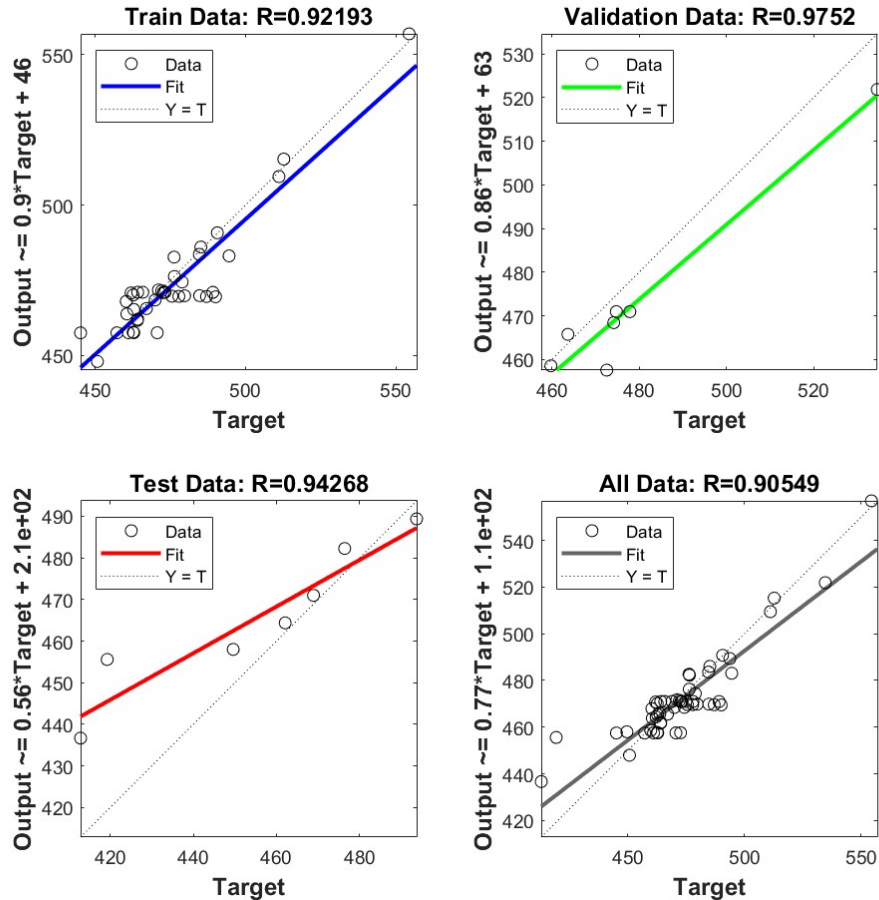 Train Data: R=0.92193
Output ~= 0.9*Target + 46
550
500
450
Data
Fit
Y = T
450
500
550
Target
Validation Data: R=0.9752
Output ~= 0.86*Target + 63
530
520
510
500
490
480
470
460
Data
Fit
Y = T
460
480
500
520
Target
Test Data: R=0.94268
Output ~= 0.56*Target + 2.1e+02
490
480
470
460
450
440
430
420
Data
Fit
Y = T
420
440
460
480
Target
All Data: R=0.90549
Output ~= 0.77*Target + 1.1e+02
540
520
500
480
460
440
420
Data
Fit
Y = T
450
500
550
Target